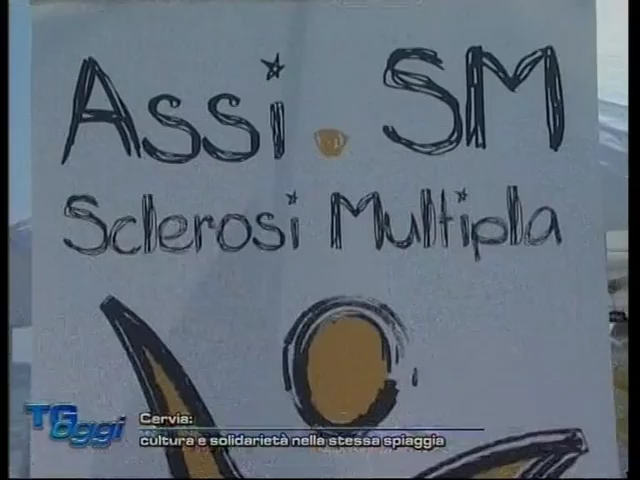 Assi. SM
Sclerosi Multipla
TG oggi
Cervia:
cultura e solidarietà nella stessa spiaggia